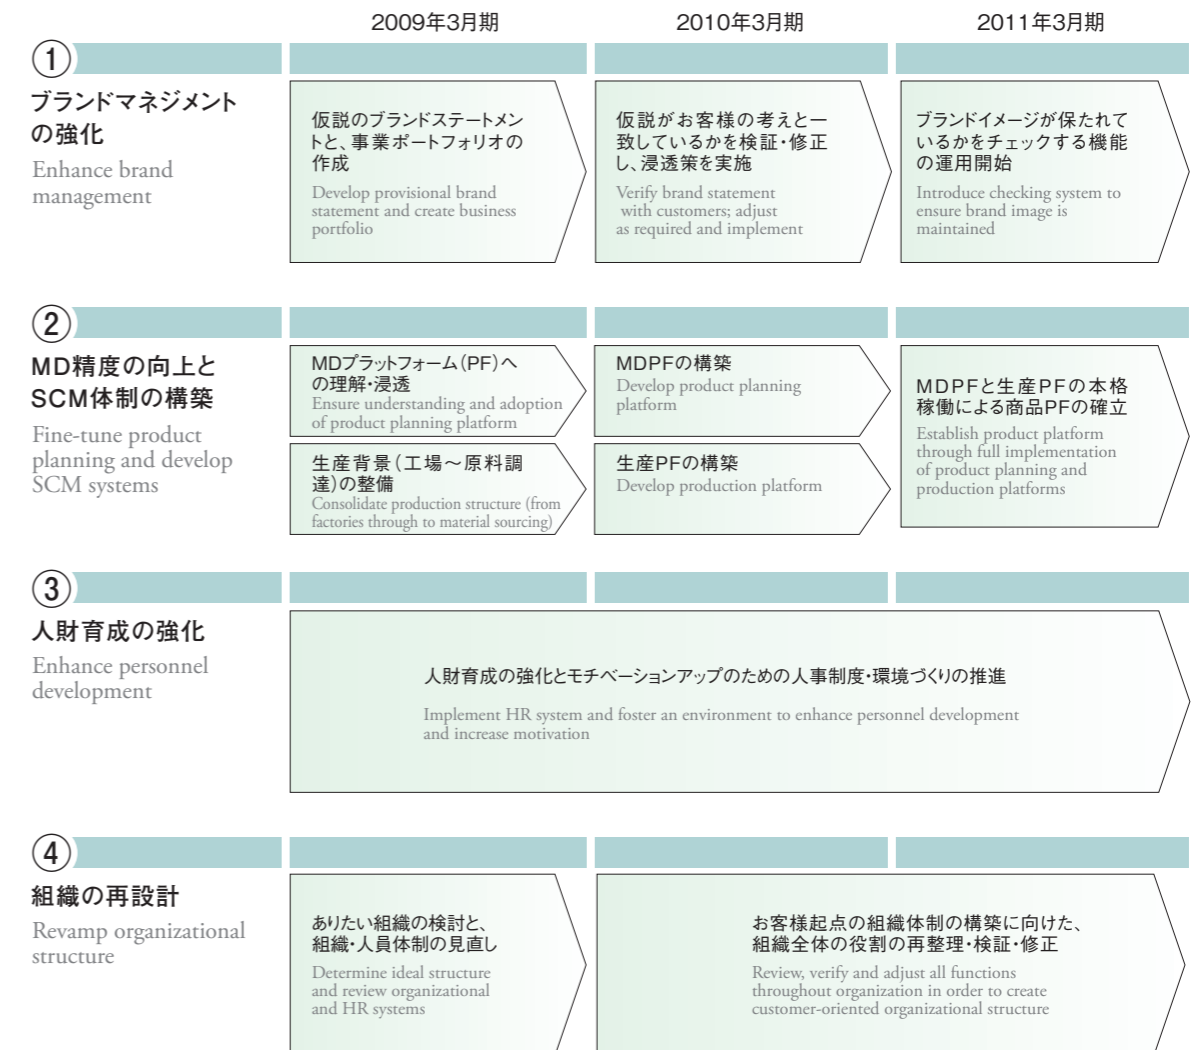 2009年3月期
2010年3月期
2011年3月期
①
ブランドマネジメント
の強化
Enhance brand
management
仮説のブランドステートメン
トと、事業ポートフォリオの
作成
Develop provisional brand
statement and create business
portfolio
仮説がお客様の考えと一
致しているかを検証・修正
し、浸透策を実施
Verify brand statement
with customers; adjust
as required and implement
ブランドイメージが保たれて
いるかをチェックする機能
の運用開始
Introduce checking system to
ensure brand image is
maintained
②
MD精度の向上と
SCM体制の構築
Fine-tune product
planning and develop
SCM systems
MDプラットフォーム（PF）へ
の理解・浸透
Ensure understanding and adoption
of product planning platform
生産背景（工場〜原料調
達）の整備
Consolidate production structure (from
factories through to material sourcing)
MDPFの構築
Develop product planning
platform
生産PFの構築
Develop production platform
MDPFと生産PFの本格
稼働による商品PFの確立
Establish product platform
through full implementation
of product planning and
production platforms
③
人財育成の強化
Enhance personnel
development
人財育成の強化とモチベーションアップのための人事制度・環境づくりの推進
Implement HR system and foster an environment to enhance personnel development
and increase motivation
④
組織の再設計
Revamp organizational
structure
ありたい組織の検討と、
組織・人員体制の見直し
Determine ideal structure
and review organizational
and HR systems
お客様起点の組織体制の構築に向けた、
組織全体の役割の再整理・検証・修正
Review, verify and adjust all functions
throughout organization in order to create
customer-oriented organizational structure